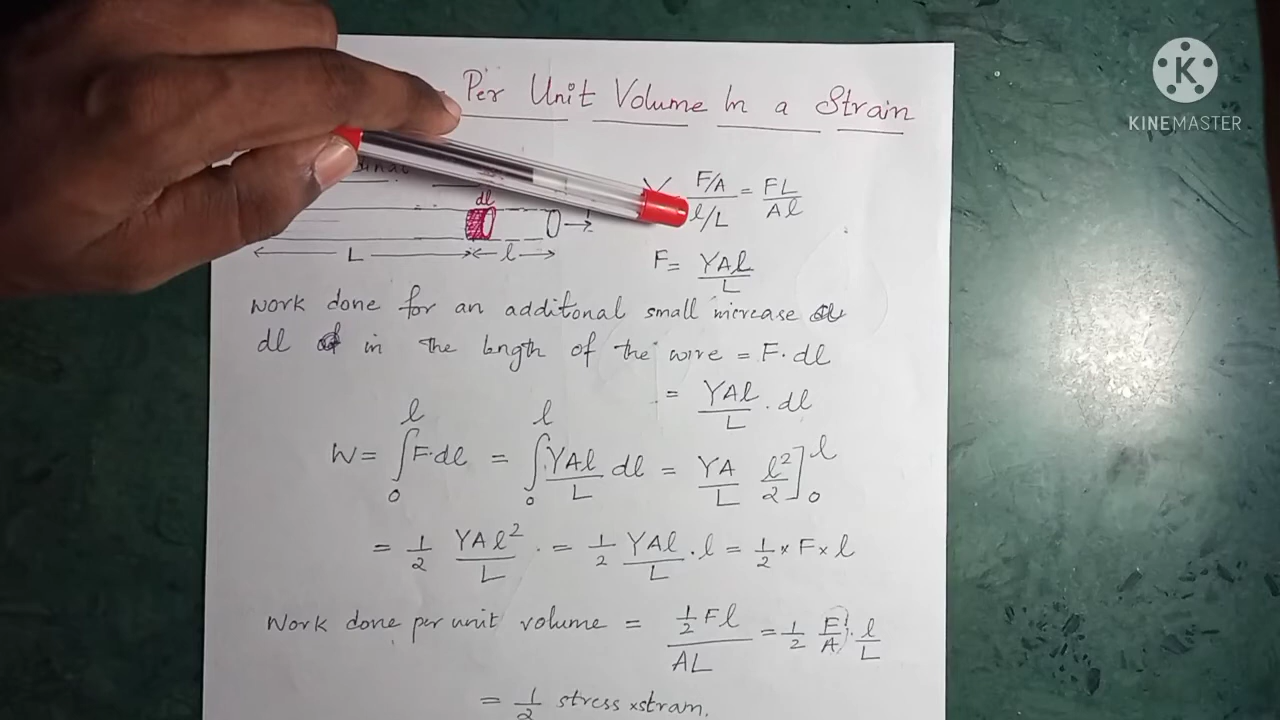 Per Unit Volume In a Strain
KINEMASTER
dl
Y F/A / l/L = FL / Al
L l
F = YAl / L
Work done for an additonal small increase
dl in the length of the wire = F. dl
= YAl / L . dl
W = ∫₀ˡ F.dl = ∫₀ˡ YAl / L dl = YA / L l²/2 ]₀ˡ
= 1/2 YAl² / L . = 1/2 YAl / L . l = 1/2 × F × l
Work done per unit volume = 1/2 Fl / AL = 1/2 F/A . l/L
= 1/2 stress × strain.